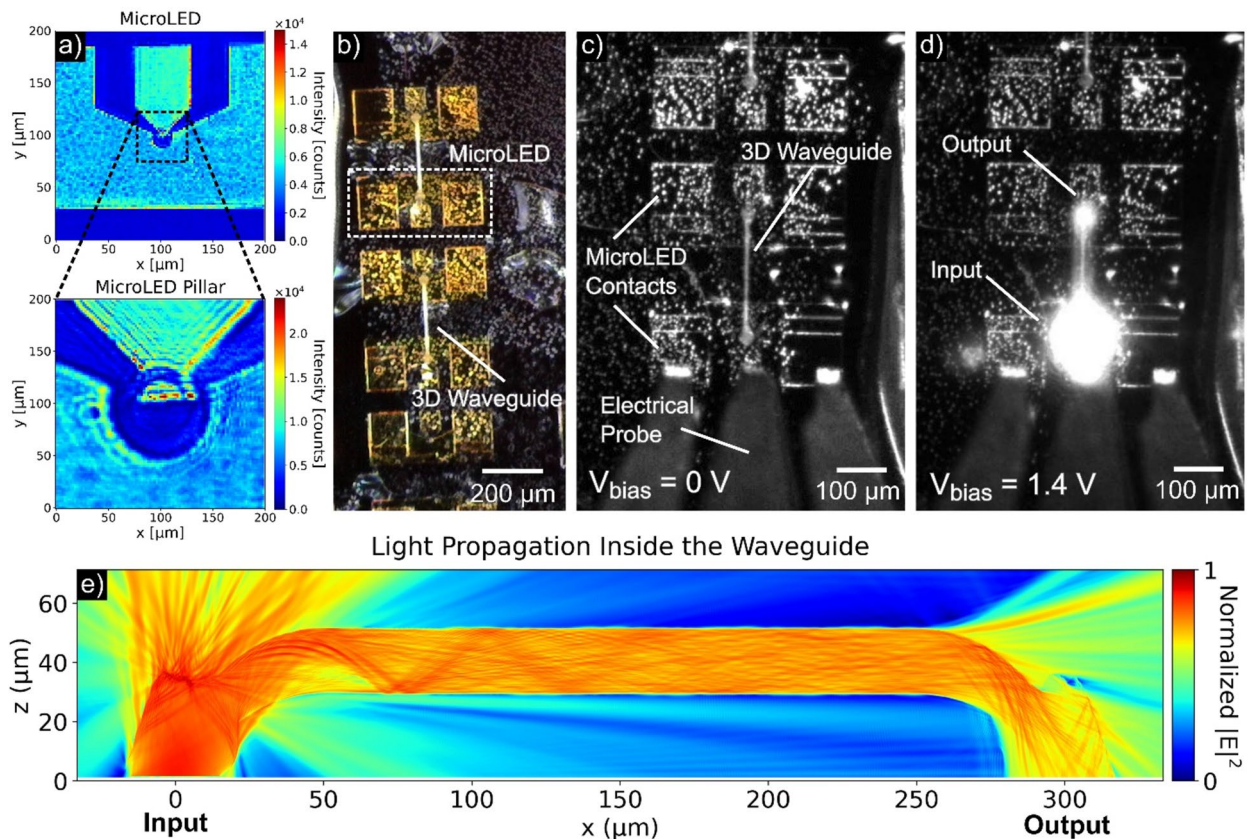 MicroLED
a)
×10⁴
200
150
100
50
0
y [μm]
0 50 100 150 200
x [μm]
1.4
1.2
1.0
0.8
0.6
0.4
0.2
0.0
Intensity [counts]
MicroLED Pillar
×10⁴
200
150
100
50
0
y [μm]
0 50 100 150 200
x [μm]
2.5
2.0
1.5
1.0
0.5
0.0
Intensity [counts]
b)
MicroLED
3D Waveguide
200 μm
c)
3D Waveguide
MicroLED
Contacts
Electrical
Probe
V_bias = 0 V
100 μm
d)
Output
Input
V_bias = 1.4 V
100 μm
Light Propagation Inside the Waveguide
e)
60
40
20
0
z (μm)
0 50 100 150 200 250 300
Input
x (μm)
Output
1
0
Normalized |E|²